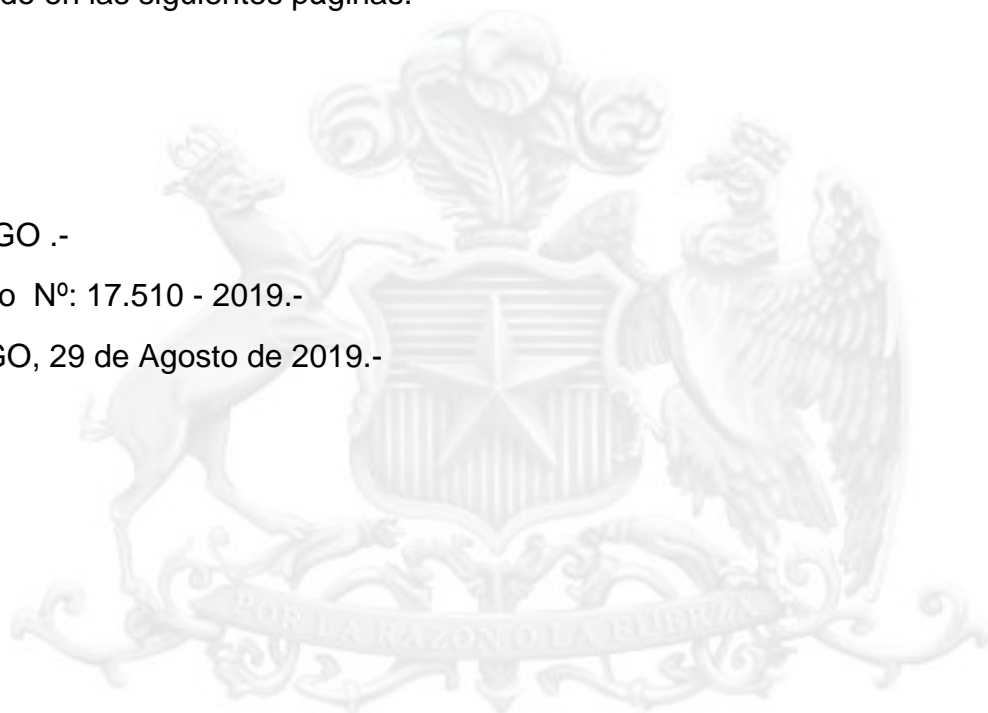 do en las siguientes páginas.
GO .-
o Nº: 17.510 - 2019.-
GO, 29 de Agosto de 2019.-
POR LA RAZON O LA FUERZA